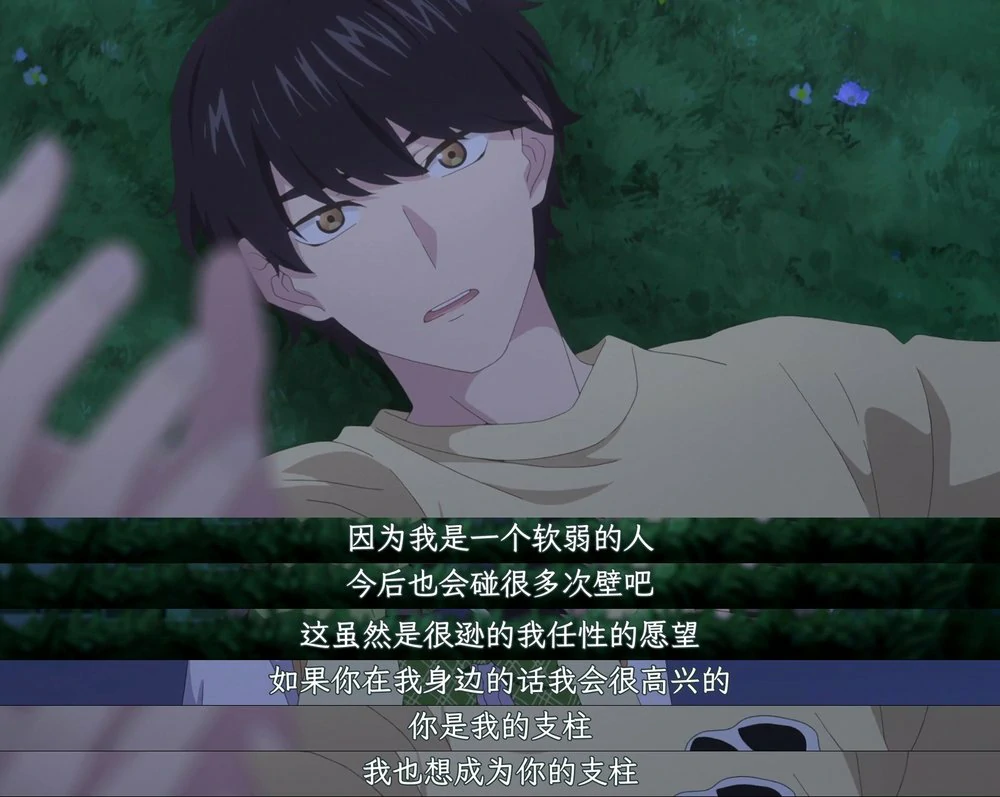 因为我是一个软弱的人
今后也会碰很多次壁吧
这虽然是很逊的我任性的愿望
如果你在我身边的话我会很高兴的
你是我的支柱
我也想成为你的支柱